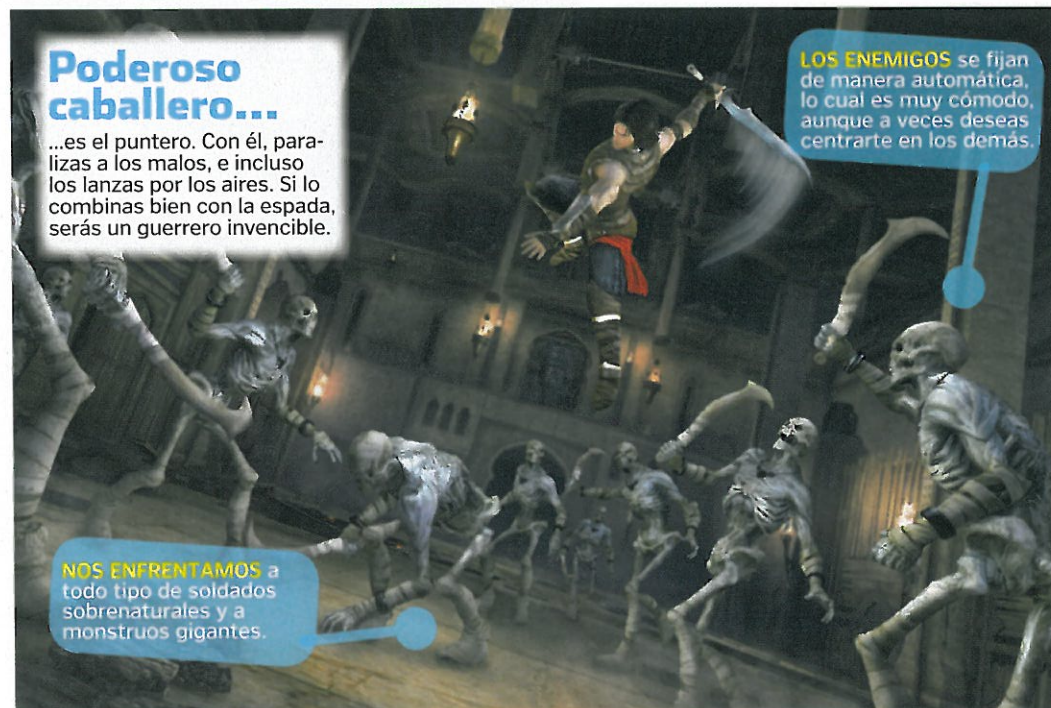 Poderoso
caballero...
...es el puntero. Con él, para-
lizas a los malos, e incluso
los lanzas por los aires. Si lo
combinas bien con la espada,
serás un guerrero invencible.
LOS ENEMIGOS se fijan
de manera automática,
lo cual es muy cómodo,
aunque a veces deseas
centrarte en los demás.
NOS ENFRENTAMOS a
todo tipo de soldados
sobrenaturales y a
monstruos gigantes.